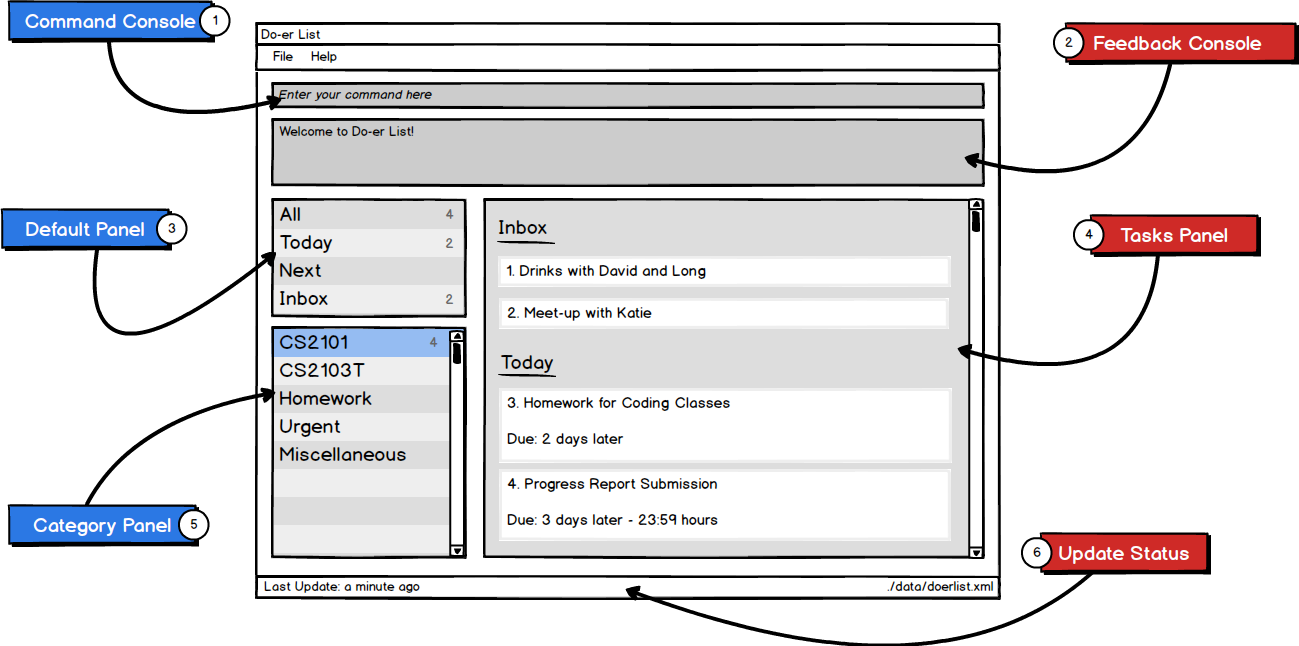 Command Console 1
2 Feedback Console
Do-er List
File Help
Enter your command here
Welcome to Do-er List!
Default Panel 3
All 4
Today 2
Next
Inbox 2
4 Tasks Panel
Inbox
1. Drinks with David and Long
2. Meet-up with Katie
Today
3. Homework for Coding Classes
Due: 2 days later
4. Progress Report Submission
Due: 3 days later - 23:59 hours
CS2101 4
CS2103T
Homework
Urgent
Miscellaneous
Category Panel 5
6 Update Status
Last Update: a minute ago
./data/doerlist.xml